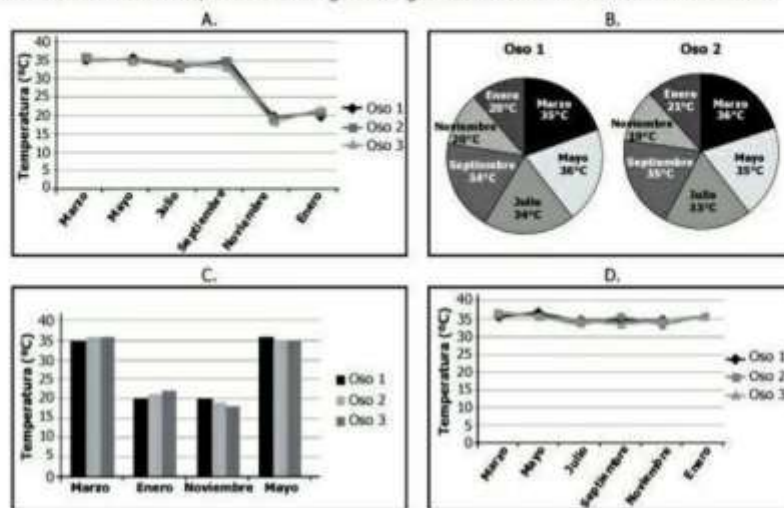 A.
Temperatura (ºC)
40
35
30
25
20
15
10
5
0
Marzo
Mayo
Julio
Septiembre
Noviembre
Enero
Oso 1
Oso 2
Oso 3
B.
Oso 1
Enero
20°C
Marzo
35°C
Noviembre
20°C
Mayo
36°C
Septiembre
34°C
Julio
34°C
Oso 2
Enero
21°C
Marzo
36°C
Noviembre
19°C
Mayo
35°C
Septiembre
35°C
Julio
33°C
C.
Temperatura (ºC)
40
35
30
25
20
15
10
5
0
Marzo
Enero
Noviembre
Mayo
Oso 1
Oso 2
Oso 3
D.
Temperatura (ºC)
40
35
30
25
20
15
10
5
0
Marzo
Mayo
Julio
Septiembre
Noviembre
Enero
Oso 1
Oso 2
Oso 3